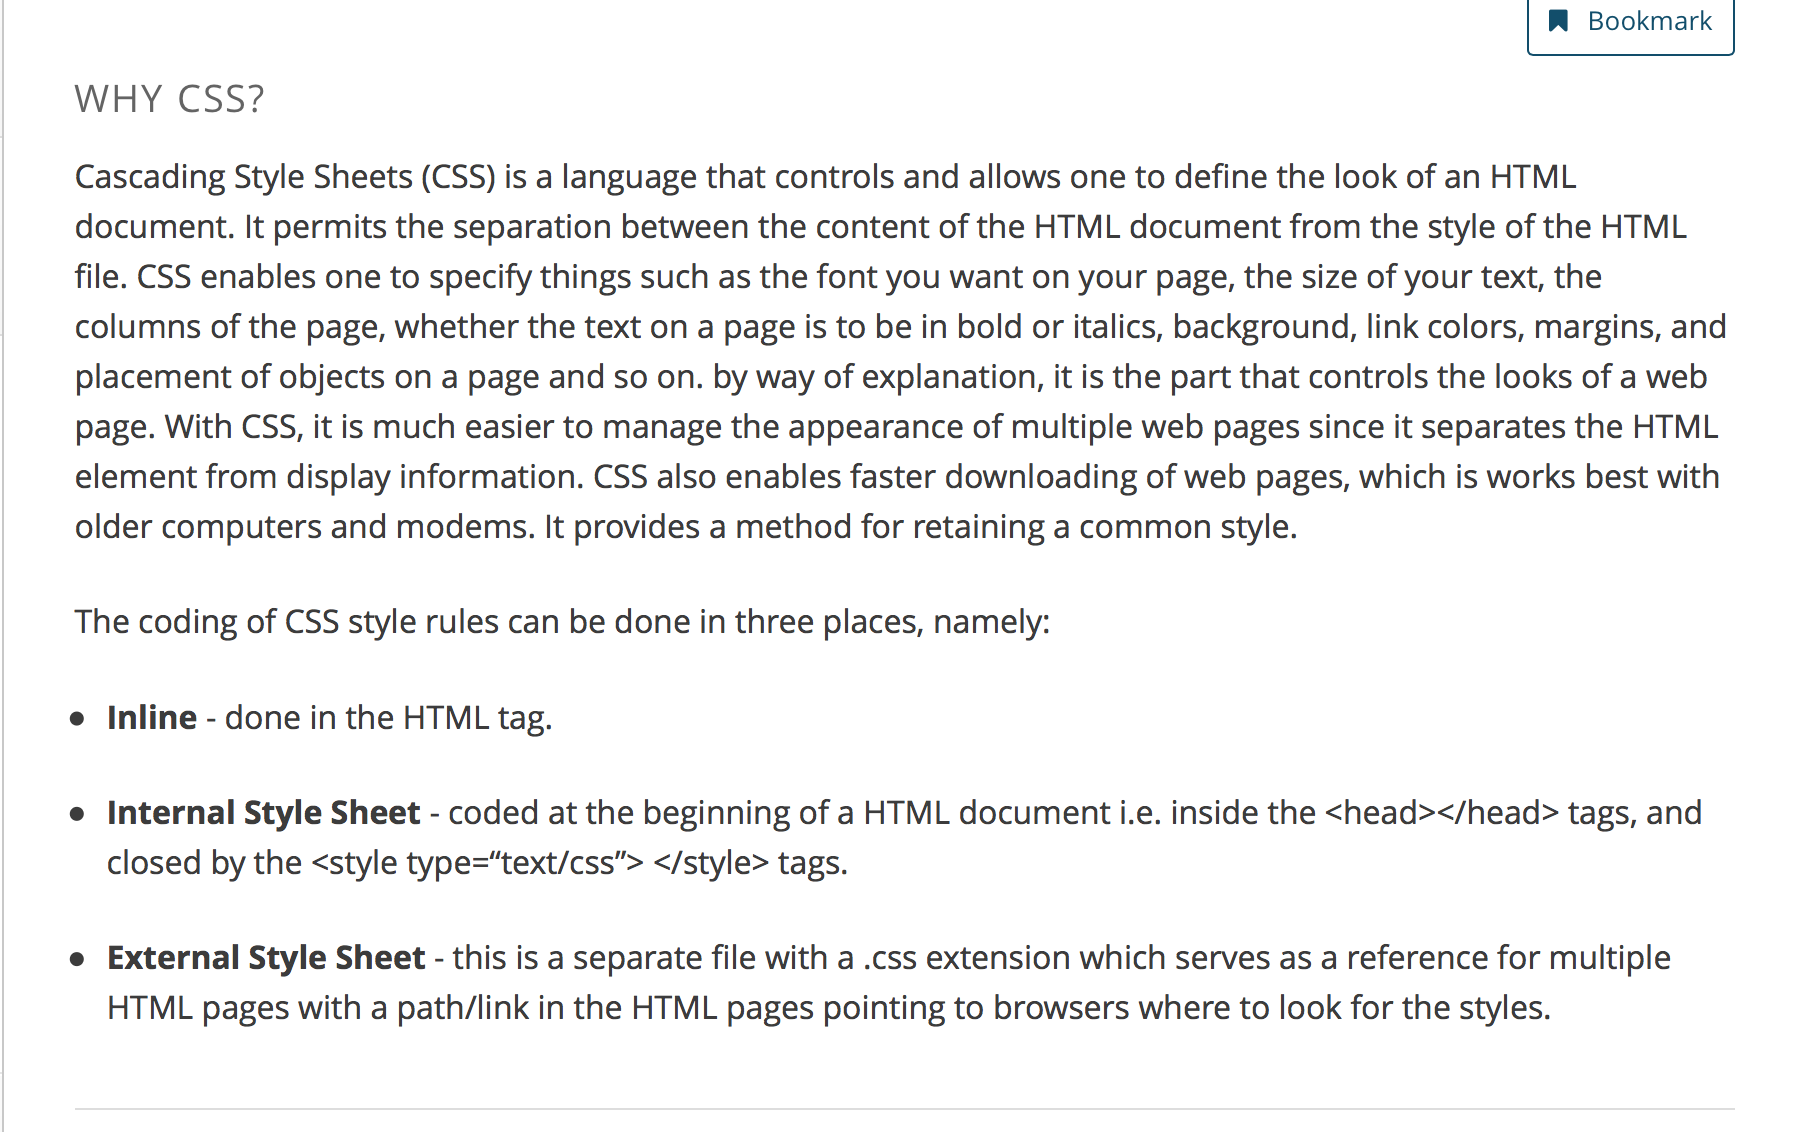 Bookmark
WHY CSS?
Cascading Style Sheets (CSS) is a language that controls and allows one to define the look of an HTML
document. It permits the separation between the content of the HTML document from the style of the HTML
file. CSS enables one to specify things such as the font you want on your page, the size of your text, the
columns of the page, whether the text on a page is to be in bold or italics, background, link colors, margins, and
placement of objects on a page and so on. by way of explanation, it is the part that controls the looks of a web
page. With CSS, it is much easier to manage the appearance of multiple web pages since it separates the HTML
element from display information. CSS also enables faster downloading of web pages, which is works best with
older computers and modems. It provides a method for retaining a common style.
The coding of CSS style rules can be done in three places, namely:
● Inline - done in the HTML tag.
● Internal Style Sheet - coded at the beginning of a HTML document i.e. inside the <head></head> tags, and
closed by the <style type=“text/css”> </style> tags.
● External Style Sheet - this is a separate file with a .css extension which serves as a reference for multiple
HTML pages with a path/link in the HTML pages pointing to browsers where to look for the styles.